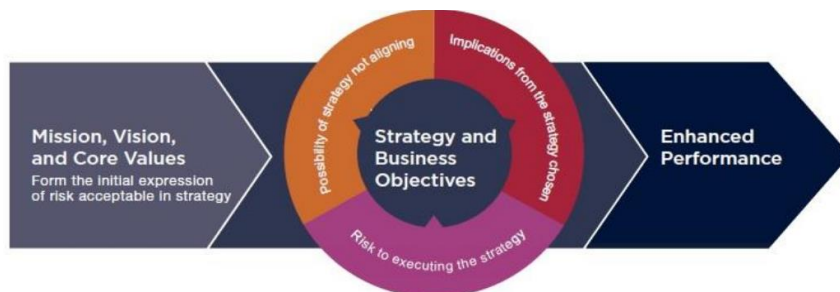 Mission, Vision,
and Core Values
Form the initial expression
of risk acceptable in strategy
Possibility of strategy not aligning
Implications from the strategy chosen
Risk to executing the strategy
Strategy and
Business
Objectives
Enhanced
Performance